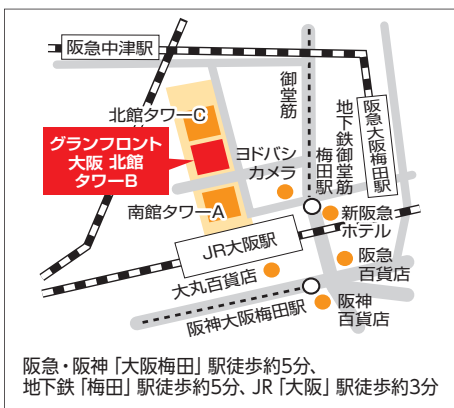 阪急中津駅
北館タワーC
グランフロント
大阪 北館
タワーB
南館タワーA
御堂筋
ヨドバシ
カメラ
地下鉄御堂筋
梅田駅
阪急大阪梅田駅
新阪急
ホテル
JR大阪駅
大丸百貨店
阪急
百貨店
阪神大阪梅田駅
阪神
百貨店
阪急・阪神「大阪梅田」駅徒歩約5分、
地下鉄「梅田」駅徒歩約5分、JR「大阪」駅徒歩約3分